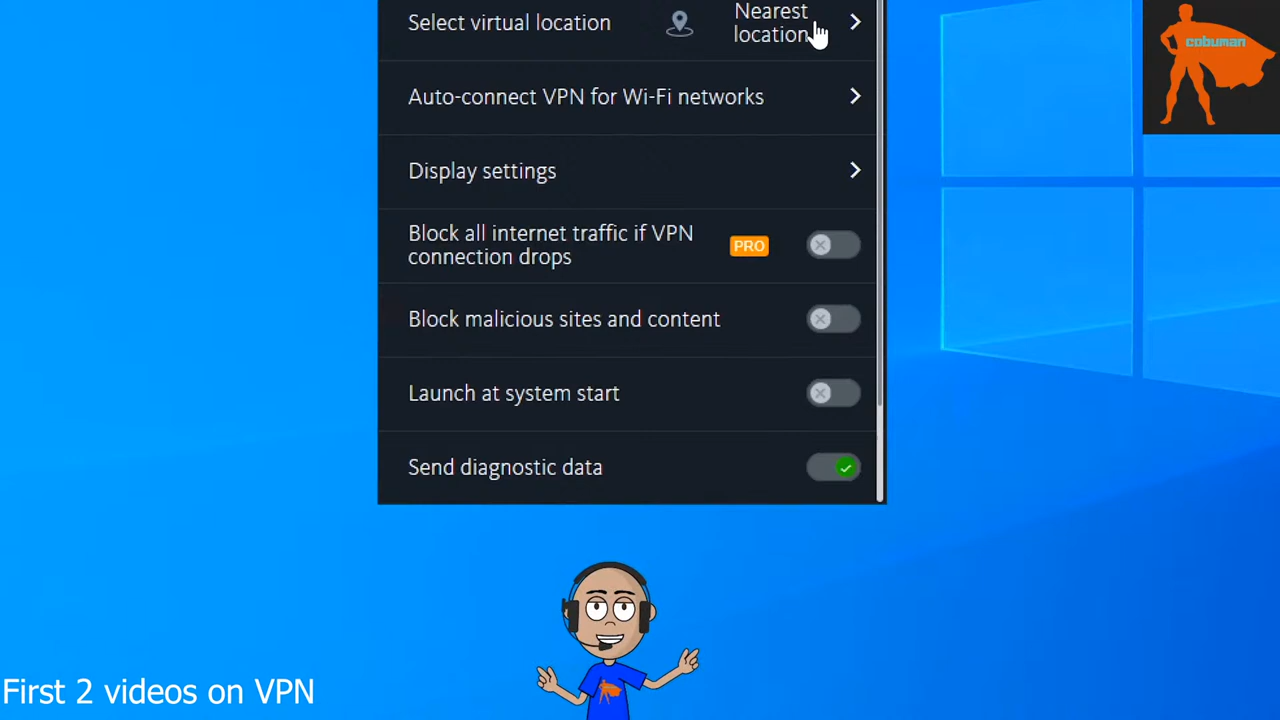 cobuman
Select virtual location
Nearest
location
Auto-connect VPN for Wi-Fi networks
Display settings
Block all internet traffic if VPN
connection drops
PRO
Block malicious sites and content
Launch at system start
Send diagnostic data
First 2 videos on VPN